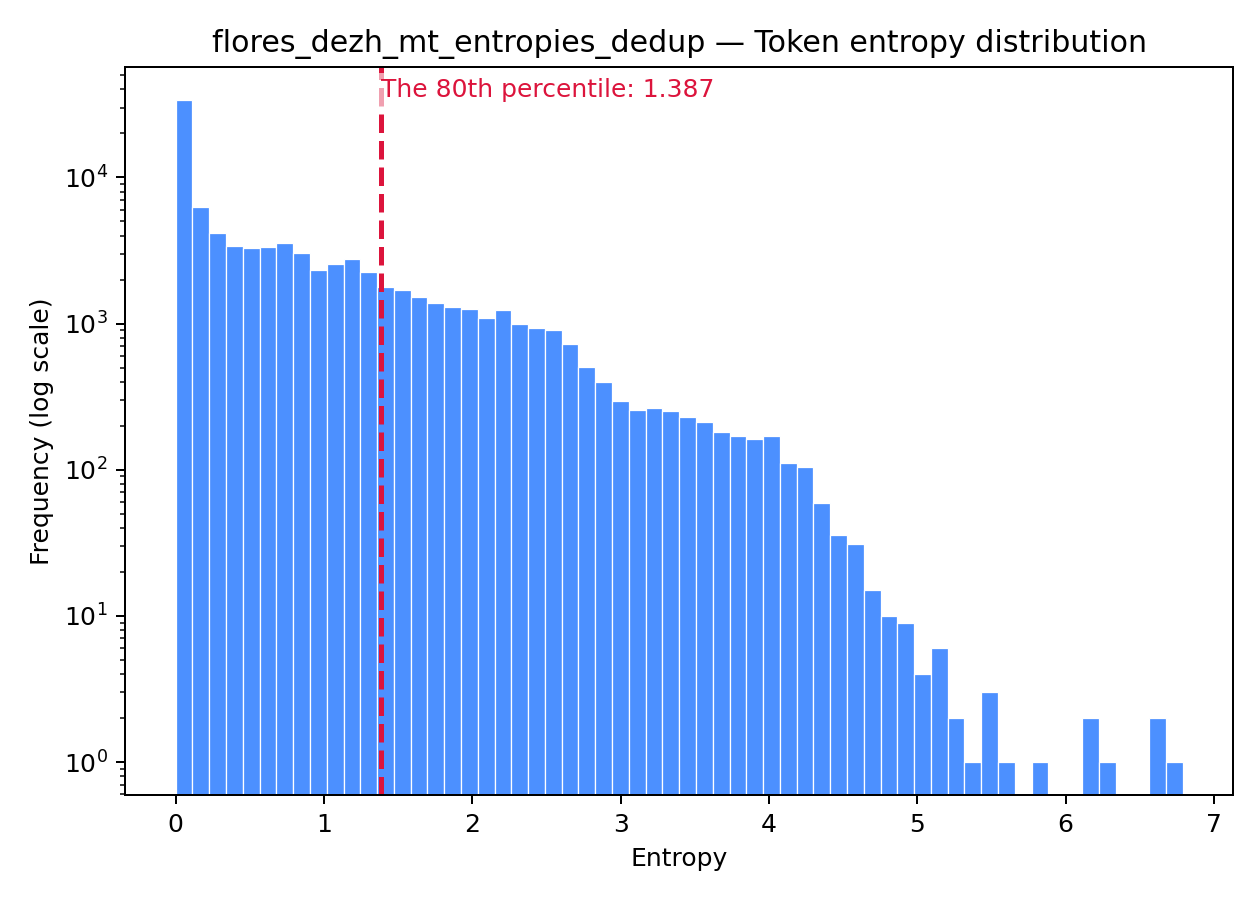 flores_dezh_mt_entropies_dedup — Token entropy distribution
The 80th percentile: 1.387
Frequency (log scale)
10^4
10^3
10^2
10^1
10^0
0 1 2 3 4 5 6 7
Entropy